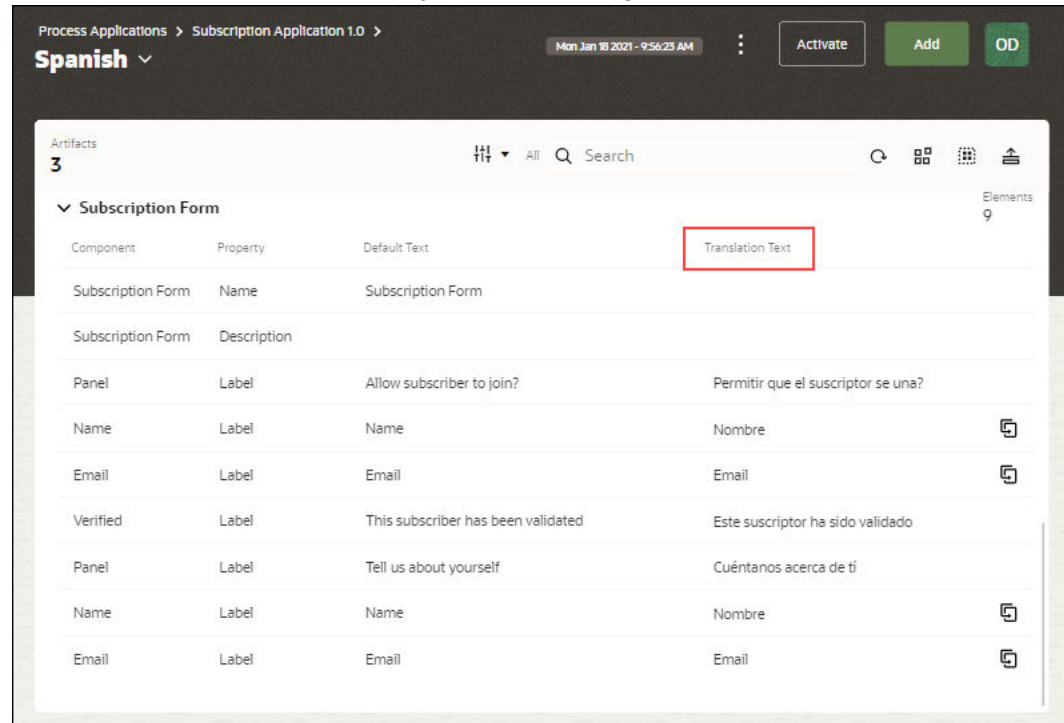 Process Applications > Subscription Application 1.0 >
Spanish
Mon Jan 18 2021 - 9:56:23 AM
Activate
Add
OD
Artifacts
3
All
Search
Subscription Form
Elements
9
Component Property Default Text Translation Text
Subscription Form Name Subscription Form
Subscription Form Description
Panel Label Allow subscriber to join? Permitir que el suscriptor se una?
Name Label Name Nombre
Email Label Email Email
Verified Label This subscriber has been validated Este suscriptor ha sido validado
Panel Label Tell us about yourself Cuéntanos acerca de tí
Name Label Name Nombre
Email Label Email Email